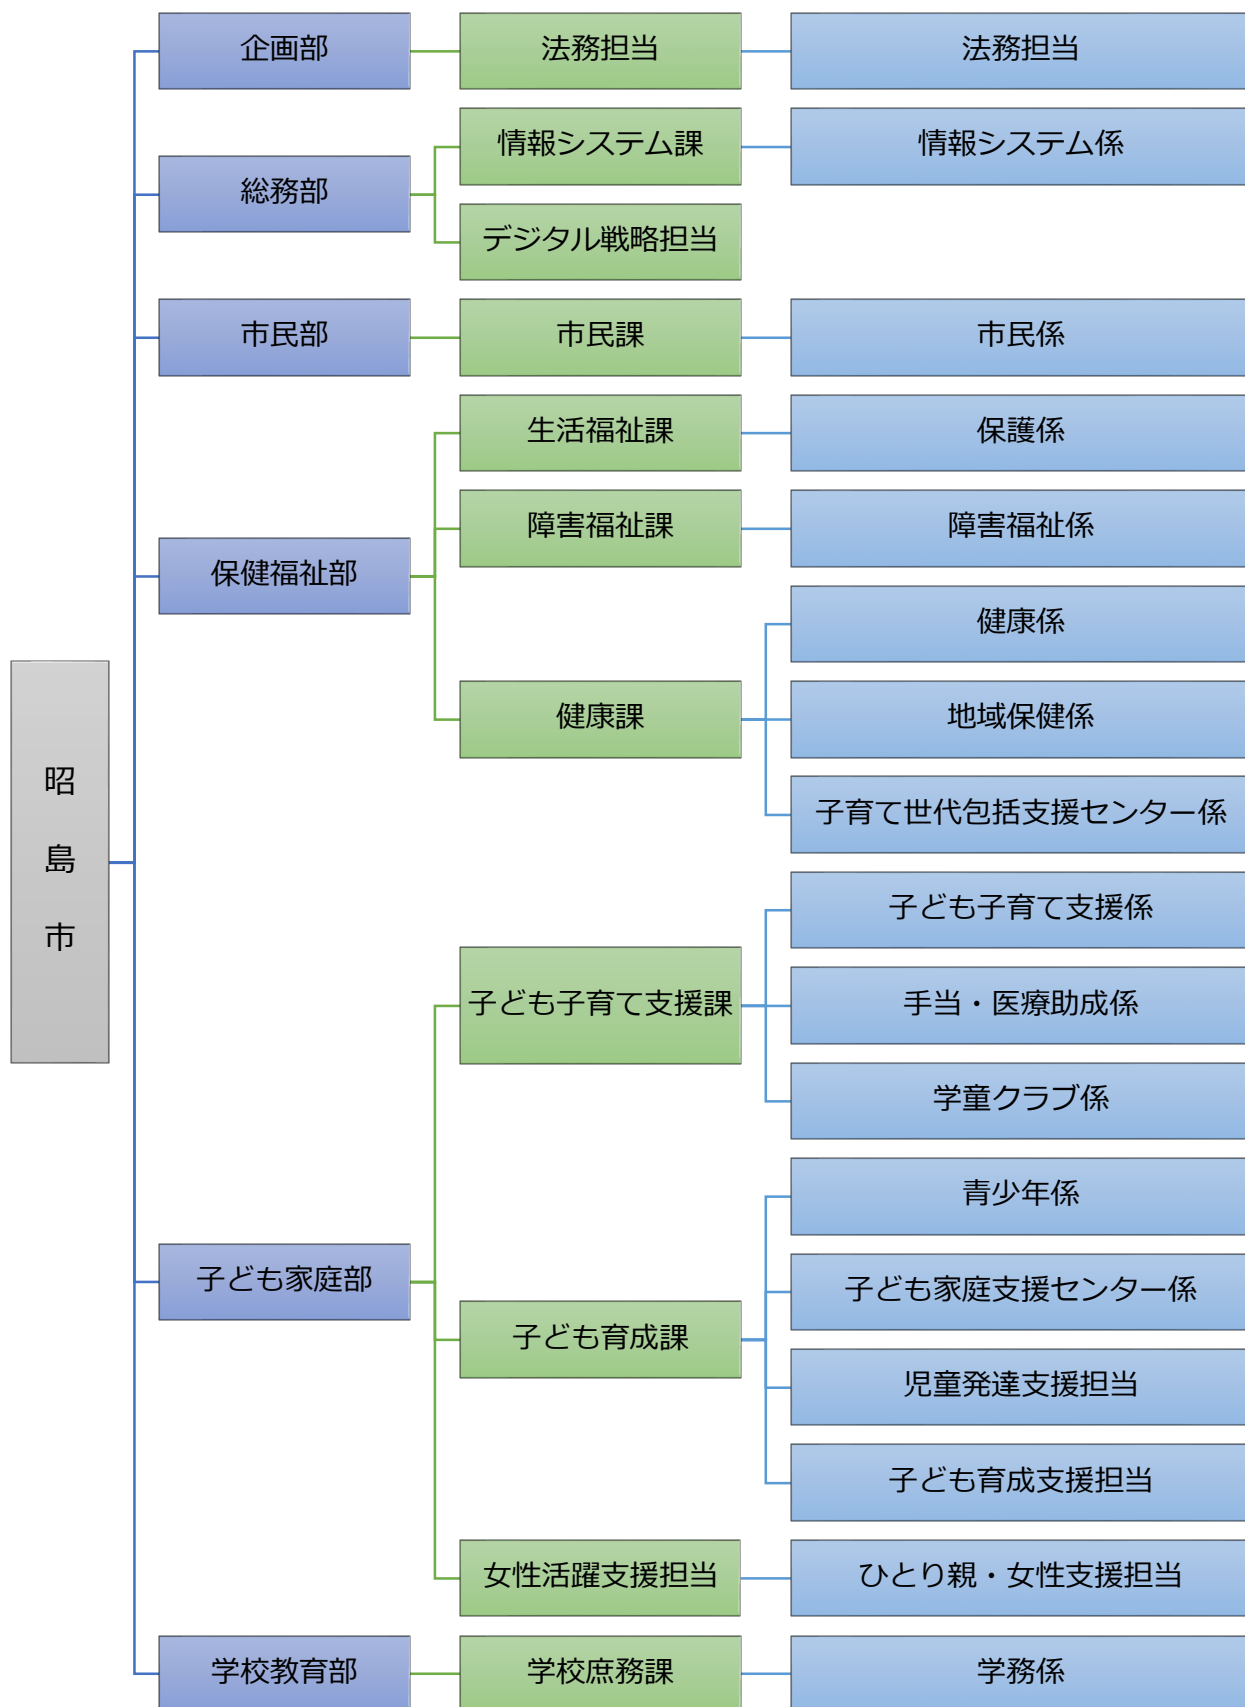 昭島市
企画部
法務担当
法務担当
総務部
情報システム課
情報システム係
デジタル戦略担当
市民部
市民課
市民係
保健福祉部
生活福祉課
保護係
障害福祉課
障害福祉係
健康課
健康係
地域保健係
子育て世代包括支援センター係
子ども家庭部
子ども子育て支援課
子ども子育て支援係
手当・医療助成係
学童クラブ係
子ども育成課
青少年係
子ども家庭支援センター係
児童発達支援担当
子ども育成支援担当
女性活躍支援担当
ひとり親・女性支援担当
学校教育部
学校庶務課
学務係